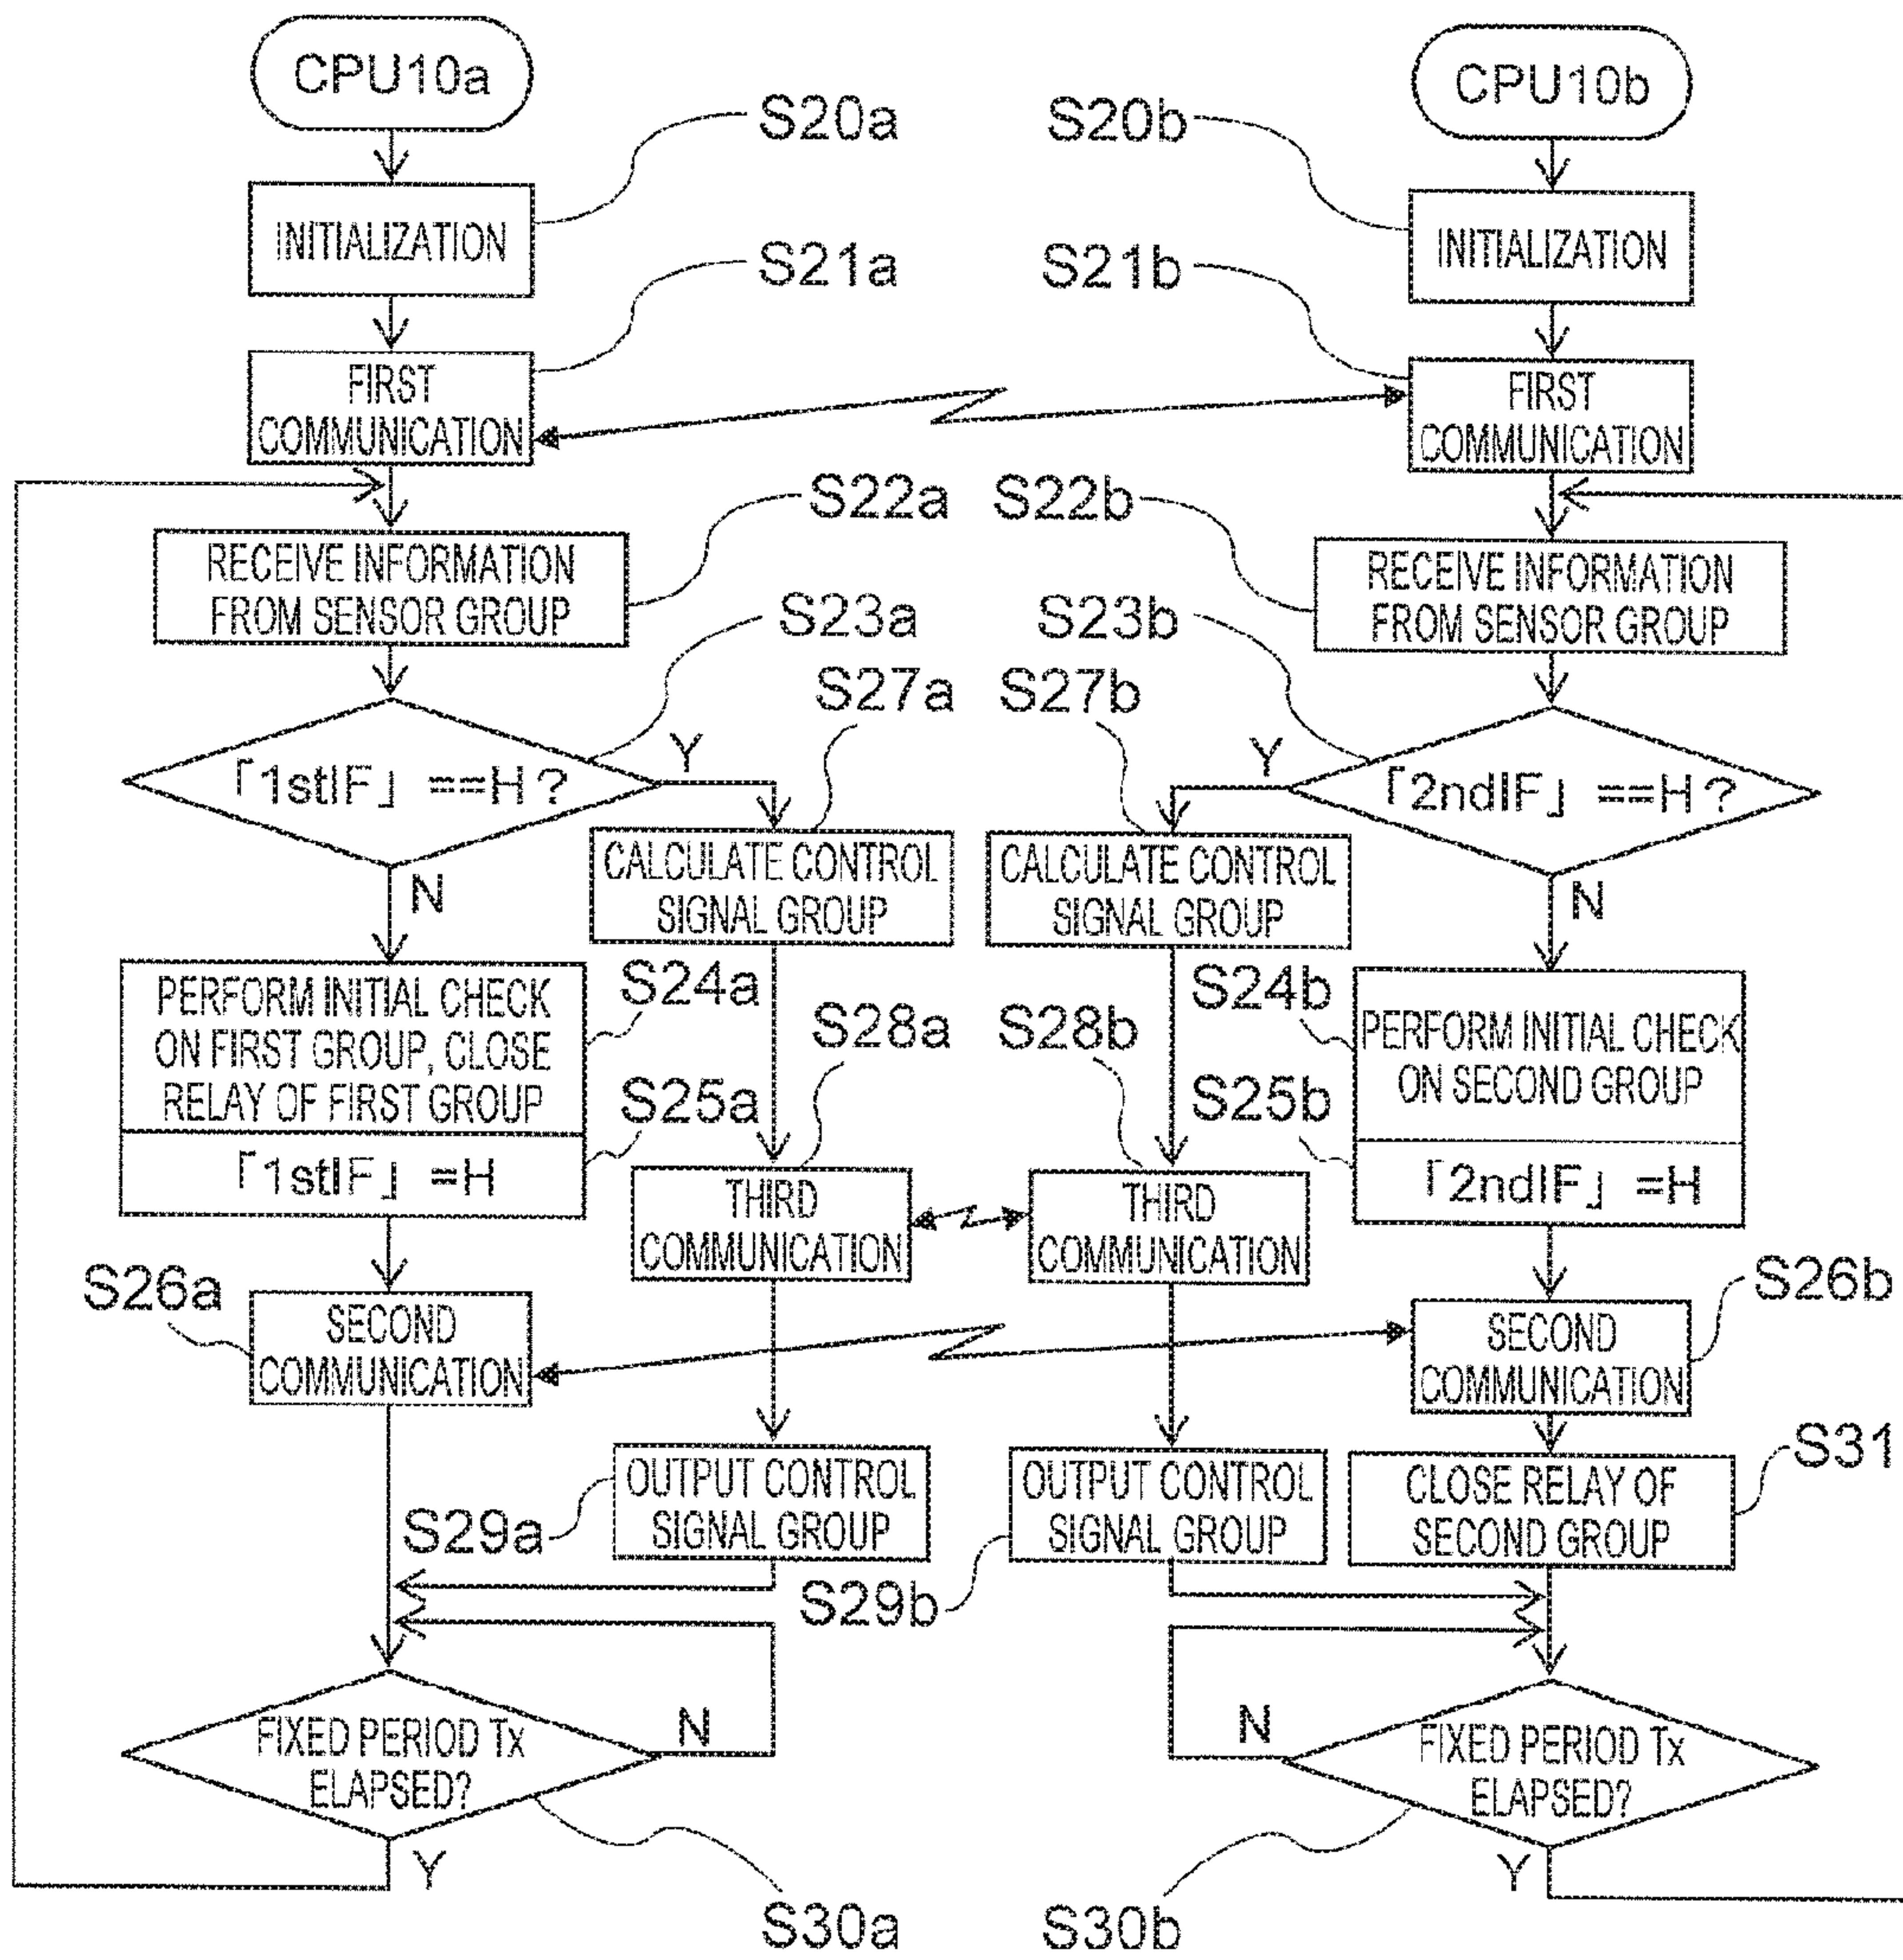 CPU10a
CPU10b
S20a
S20b
INITIALIZATION
INITIALIZATION
S21a
S21b
FIRST
COMMUNICATION
FIRST
COMMUNICATION
S22a
S22b
RECEIVE INFORMATION
FROM SENSOR GROUP
RECEIVE INFORMATION
FROM SENSOR GROUP
S23a
S23b
S27a
S27b
「1stIF」 ==H ?
Y
Y
「2ndIF」 ==H ?
CALCULATE CONTROL
SIGNAL GROUP
CALCULATE CONTROL
SIGNAL GROUP
N
N
PERFORM INITIAL CHECK
ON FIRST GROUP, CLOSE
RELAY OF FIRST GROUP
S24a
S24b
PERFORM INITIAL CHECK
ON SECOND GROUP
S28a
S28b
S25a
S25b
「1stIF」 =H
「2ndIF」 =H
THIRD
COMMUNICATION
THIRD
COMMUNICATION
S26a
S26b
SECOND
COMMUNICATION
SECOND
COMMUNICATION
S31
OUTPUT CONTROL
SIGNAL GROUP
OUTPUT CONTROL
SIGNAL GROUP
CLOSE RELAY OF
SECOND GROUP
S29a
S29b
FIXED PERIOD Tx
ELAPSED?
N
N
FIXED PERIOD Tx
ELAPSED?
Y
Y
S30a
S30b